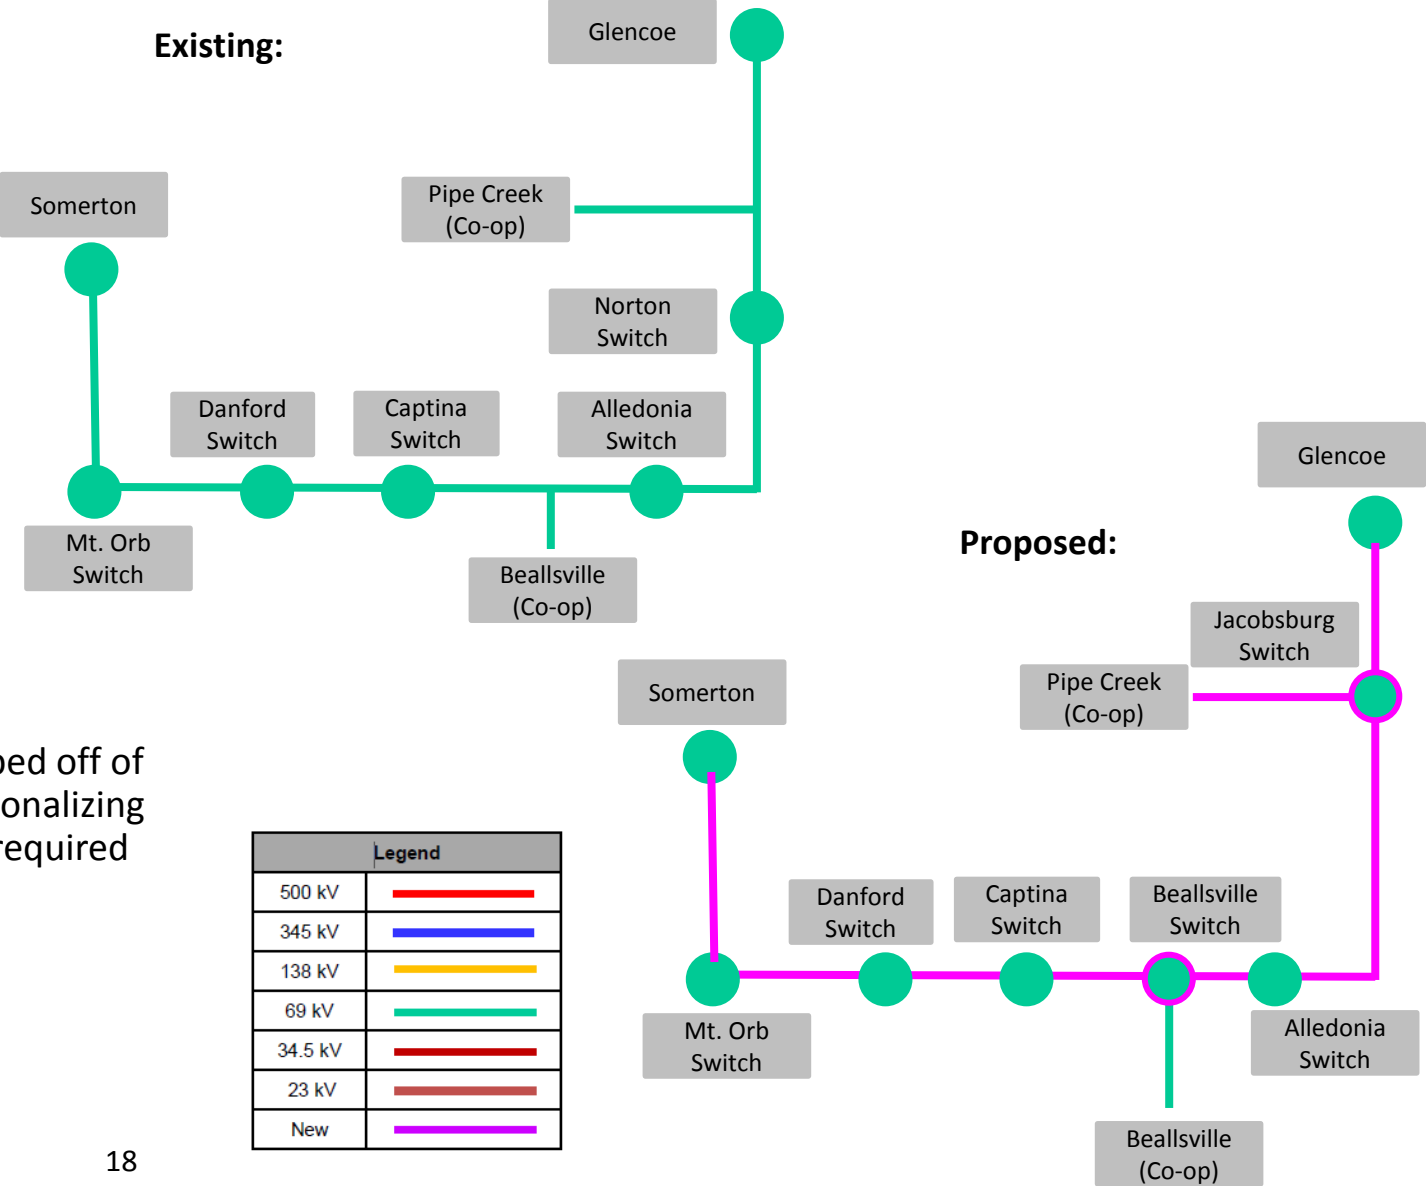 Existing:
Glencoe
Somerton
Pipe Creek
(Co-op)
Norton
Switch
Danford
Switch
Captina
Switch
Alledonia
Switch
Mt. Orb
Switch
Beallsville
(Co-op)
Proposed:
Glencoe
Jacobsburg
Switch
Somerton
Pipe Creek
(Co-op)
Danford
Switch
Captina
Switch
Beallsville
Switch
Mt. Orb
Switch
Alledonia
Switch
Beallsville
(Co-op)
off of
required
Legend
500 kV
345 kV
138 kV
69 kV
34.5 kV
23 kV
New
18